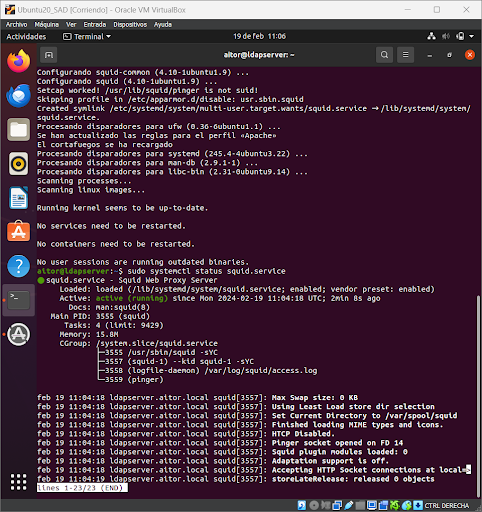 Ubuntu20_SAD [Corriendo] - Oracle VM VirtualBox
Archivo Máquina Ver Entrada Dispositivos Ayuda
Actividades Terminal 19 de feb 11:06
aitor@ldapserver: ~
Configurando squid-common (4.10-1ubuntu1.9) ...
Configurando squid (4.10-1ubuntu1.9) ...
Setcap worked! /usr/lib/squid/pinger is not suid!
Skipping profile in /etc/apparmor.d/disable: usr.sbin.squid
Created symlink /etc/systemd/system/multi-user.target.wants/squid.service → /lib/systemd/system/
squid.service.
Procesando disparadores para ufw (0.36-6ubuntu1.1) ...
Se han actualizado las reglas para el perfil «Apache»
El cortafuegos se ha recargado
Procesando disparadores para systemd (245.4-4ubuntu3.22) ...
Procesando disparadores para man-db (2.9.1-1) ...
Procesando disparadores para libc-bin (2.31-0ubuntu9.14) ...
Scanning processes...
Scanning linux images...
Running kernel seems to be up-to-date.
No services need to be restarted.
No containers need to be restarted.
No user sessions are running outdated binaries.
aitor@ldapserver:~$ sudo systemctl status squid.service
● squid.service - Squid Web Proxy Server
Loaded: loaded (/lib/systemd/system/squid.service; enabled; vendor preset: enabled)
Active: active (running) since Mon 2024-02-19 11:04:18 UTC; 2min 8s ago
Docs: man:squid(8)
Main PID: 3555 (squid)
Tasks: 4 (limit: 9429)
Memory: 15.8M
CGroup: /system.slice/squid.service
├─3555 /usr/sbin/squid -sYC
├─3557 (squid-1) --kid squid-1 -sYC
├─3558 (logfile-daemon) /var/log/squid/access.log
└─3559 (pinger)
feb 19 11:04:18 ldapserver.aitor.local squid[3557]: Max Swap size: 0 KB
feb 19 11:04:18 ldapserver.aitor.local squid[3557]: Using Least Load store dir selection
feb 19 11:04:18 ldapserver.aitor.local squid[3557]: Set Current Directory to /var/spool/squid
feb 19 11:04:18 ldapserver.aitor.local squid[3557]: Finished loading MIME types and icons.
feb 19 11:04:18 ldapserver.aitor.local squid[3557]: HTCP Disabled.
feb 19 11:04:18 ldapserver.aitor.local squid[3557]: Pinger socket opened on FD 14
feb 19 11:04:18 ldapserver.aitor.local squid[3557]: Squid plugin modules loaded: 0
feb 19 11:04:18 ldapserver.aitor.local squid[3557]: Adaptation support is off.
feb 19 11:04:18 ldapserver.aitor.local squid[3557]: Accepting HTTP Socket connections at local=>
feb 19 11:04:19 ldapserver.aitor.local squid[3557]: storeLateRelease: released 0 objects
lines 1-23/23 (END)
CTRL DERECHA